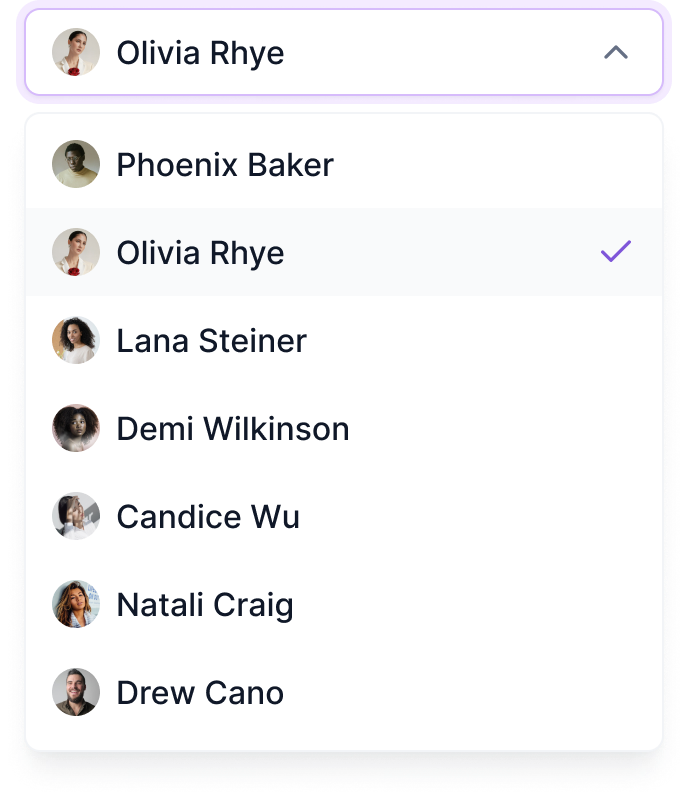 Olivia Rhye
Phoenix Baker
Olivia Rhye
Lana Steiner
Demi Wilkinson
Candice Wu
Natali Craig
Drew Cano